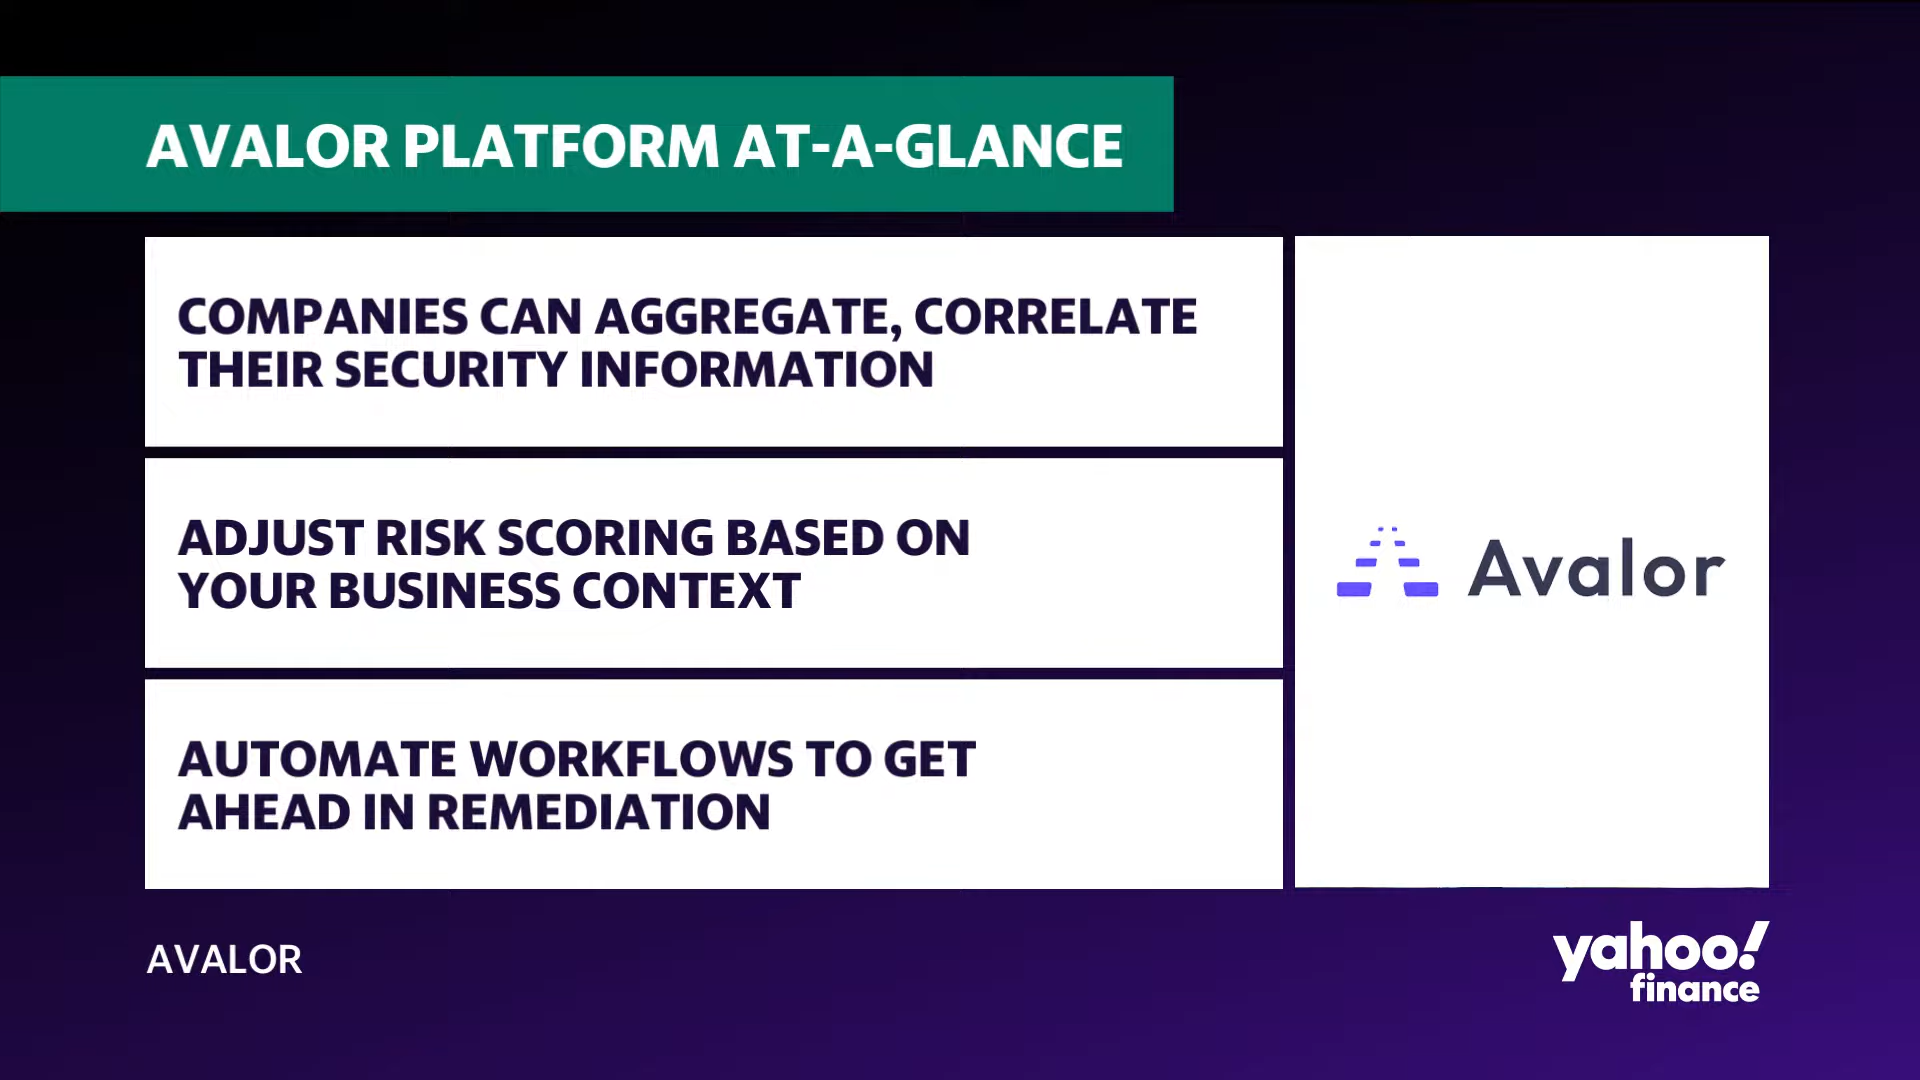 AVALOR PLATFORM AT-A-GLANCE
COMPANIES CAN AGGREGATE, CORRELATE
THEIR SECURITY INFORMATION
ADJUST RISK SCORING BASED ON
YOUR BUSINESS CONTEXT
AUTOMATE WORKFLOWS TO GET
AHEAD IN REMEDIATION
Avalor
AVALOR
yahoo!
finance